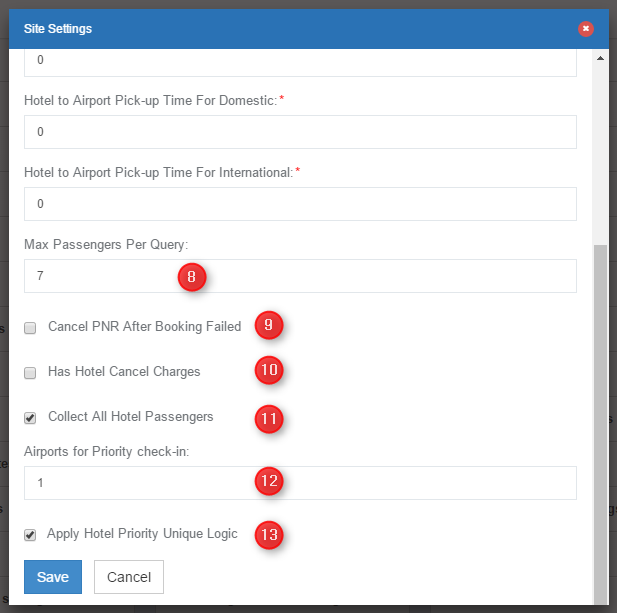 Site Settings
0
Hotel to Airport Pick-up Time For Domestic:*
0
Hotel to Airport Pick-up Time For International:*
0
Max Passengers Per Query:
7 8
Cancel PNR After Booking Failed 9
Has Hotel Cancel Charges 10
Collect All Hotel Passengers 11
Airports for Priority check-in:
1 12
Apply Hotel Priority Unique Logic 13
Save Cancel